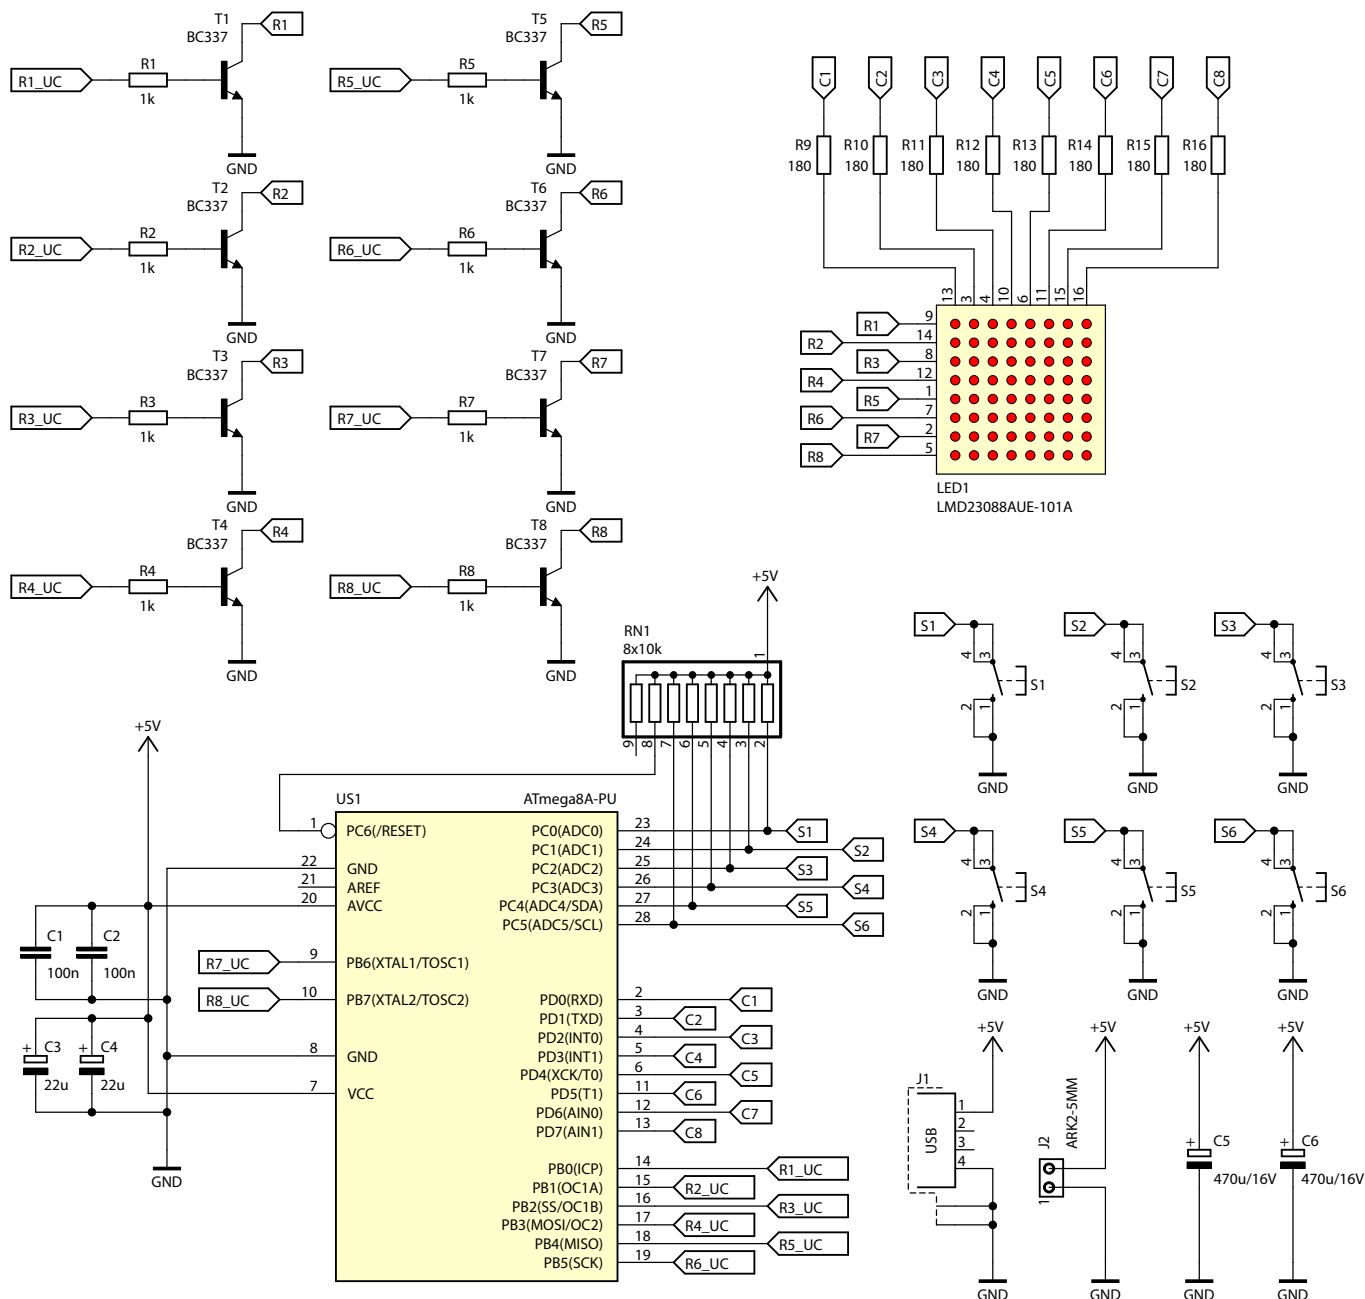 T1
BC337
R1
R1_UC
R1
1k
GND
T5
BC337
R5
R5_UC
R5
1k
GND
T2
BC337
R2
R2_UC
R2
1k
GND
T6
BC337
R6
R6_UC
R6
1k
GND
T3
BC337
R3
R3_UC
R3
1k
GND
T7
BC337
R7
R7_UC
R7
1k
GND
T4
BC337
R4
R4_UC
R4
1k
GND
T8
BC337
R8
R8_UC
R8
1k
GND
C1 C2 C3 C4 C5 C6 C7 C8
R9 R10 R11 R12 R13 R14 R15 R16
180 180 180 180 180 180 180 180
13 3 4 10 6 11 15 16
R1 9
R2 14
R3 8
R4 12
R5 1
R6 7
R7 2
R8 5
LED1
LMD23088AUE-101A
+5V
RN1
8x10k
1
9 8 7 6 5 4 3 2
+5V
US1 ATmega8A-PU
1 PC6(/RESET)
22 GND
21 AREF
20 AVCC
R7_UC 9 PB6(XTAL1/TOSC1)
R8_UC 10 PB7(XTAL2/TOSC2)
8 GND
7 VCC
PC0(ADC0) 23 S1
PC1(ADC1) 24 S2
PC2(ADC2) 25 S3
PC3(ADC3) 26 S4
PC4(ADC4/SDA) 27 S5
PC5(ADC5/SCL) 28 S6
PD0(RXD) 2 C1
PD1(TXD) 3 C2
PD2(INT0) 4 C3
PD3(INT1) 5 C4
PD4(XCK/T0) 6 C5
PD5(T1) 11 C6
PD6(AIN0) 12 C7
PD7(AIN1) 13 C8
PB0(ICP) 14 R1_UC
PB1(OC1A) 15 R2_UC
PB2(SS/OC1B) 16 R3_UC
PB3(MOSI/OC2) 17 R4_UC
PB4(MISO) 18 R5_UC
PB5(SCK) 19 R6_UC
C1 C2
100n 100n
+ C3 + C4
22u 22u
GND
S1
4 3
S1
2 1
GND
S2
4 3
S2
2 1
GND
S3
4 3
S3
2 1
GND
S4
4 3
S4
2 1
GND
S5
4 3
S5
2 1
GND
S6
4 3
S6
2 1
GND
+5V
J1
USB
1
2
3
4
GND
+5V
J2
ARK2-5MM
1
GND
+5V
+ C5
470u/16V
GND
+5V
+ C6
470u/16V
GND